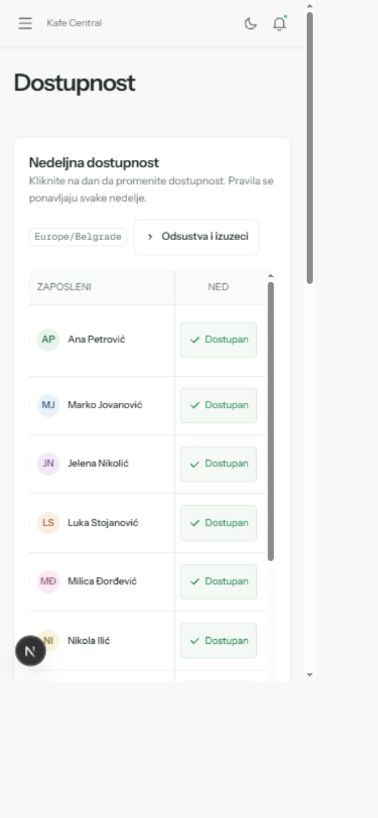 Kafe Central
Dostupnost
Nedeljna dostupnost
Kliknite na dan da promenite dostupnost. Pravila se
ponavljaju svake nedelje.
Europe/Belgrade
Odsustva i izuzeci
ZAPOSLENI NED
AP Ana Petrović Dostupan
MJ Marko Jovanović Dostupan
JN Jelena Nikolić Dostupan
LS Luka Stojanović Dostupan
MĐ Milica Đorđević Dostupan
N NI Nikola Ilić Dostupan